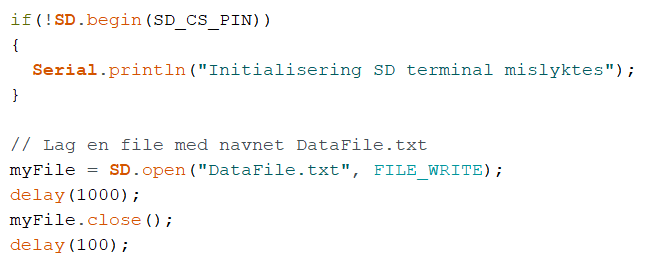 if(!SD.begin(SD_CS_PIN))
{
  Serial.println("Initialisering SD terminal mislyktes");
}

// Lag en file med navnet DataFile.txt
myFile = SD.open("DataFile.txt", FILE_WRITE);
delay(1000);
myFile.close();
delay(100);